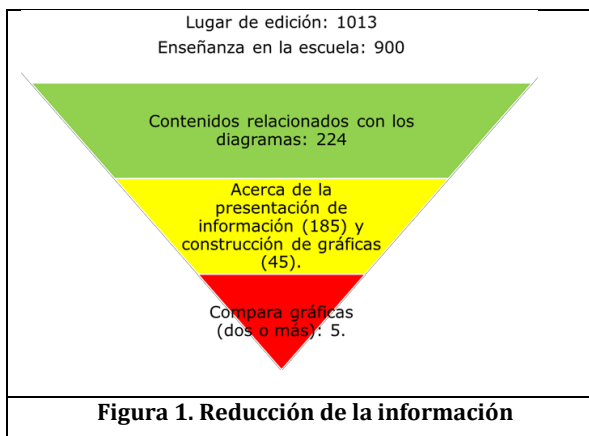 Lugar de edición: 1013
Enseñanza en la escuela: 900
Contenidos relacionados con los
diagramas: 224
Acerca de la
presentación de
información (185) y
construcción de gráficas
(45).
Compara gráficas
(dos o más): 5.
Figura 1. Reducción de la información